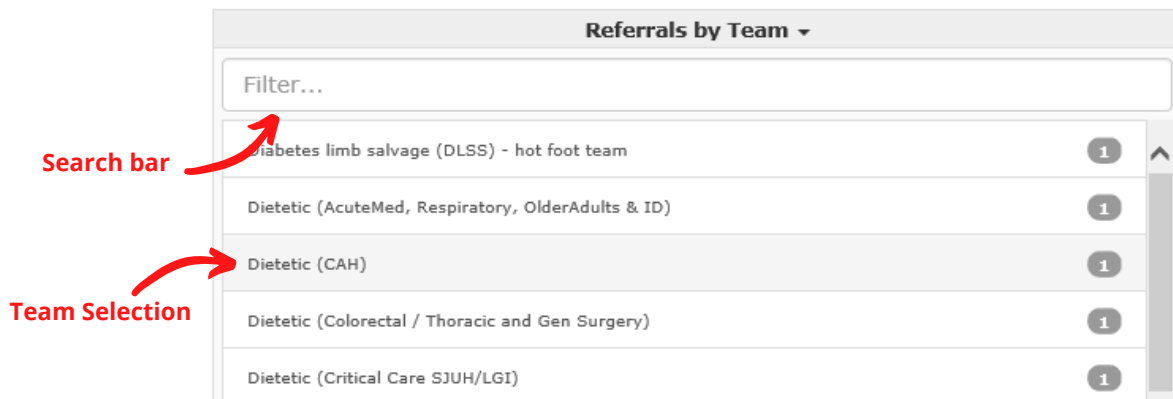 Referrals by Team
Filter...
Search bar
Diabetes limb salvage (DLSS) - hot foot team 1
Dietetic (AcuteMed, Respiratory, OlderAdults & ID) 1
Dietetic (CAH) 1
Team Selection
Dietetic (Colorectal / Thoracic and Gen Surgery) 1
Dietetic (Critical Care SJUH/LGI) 1